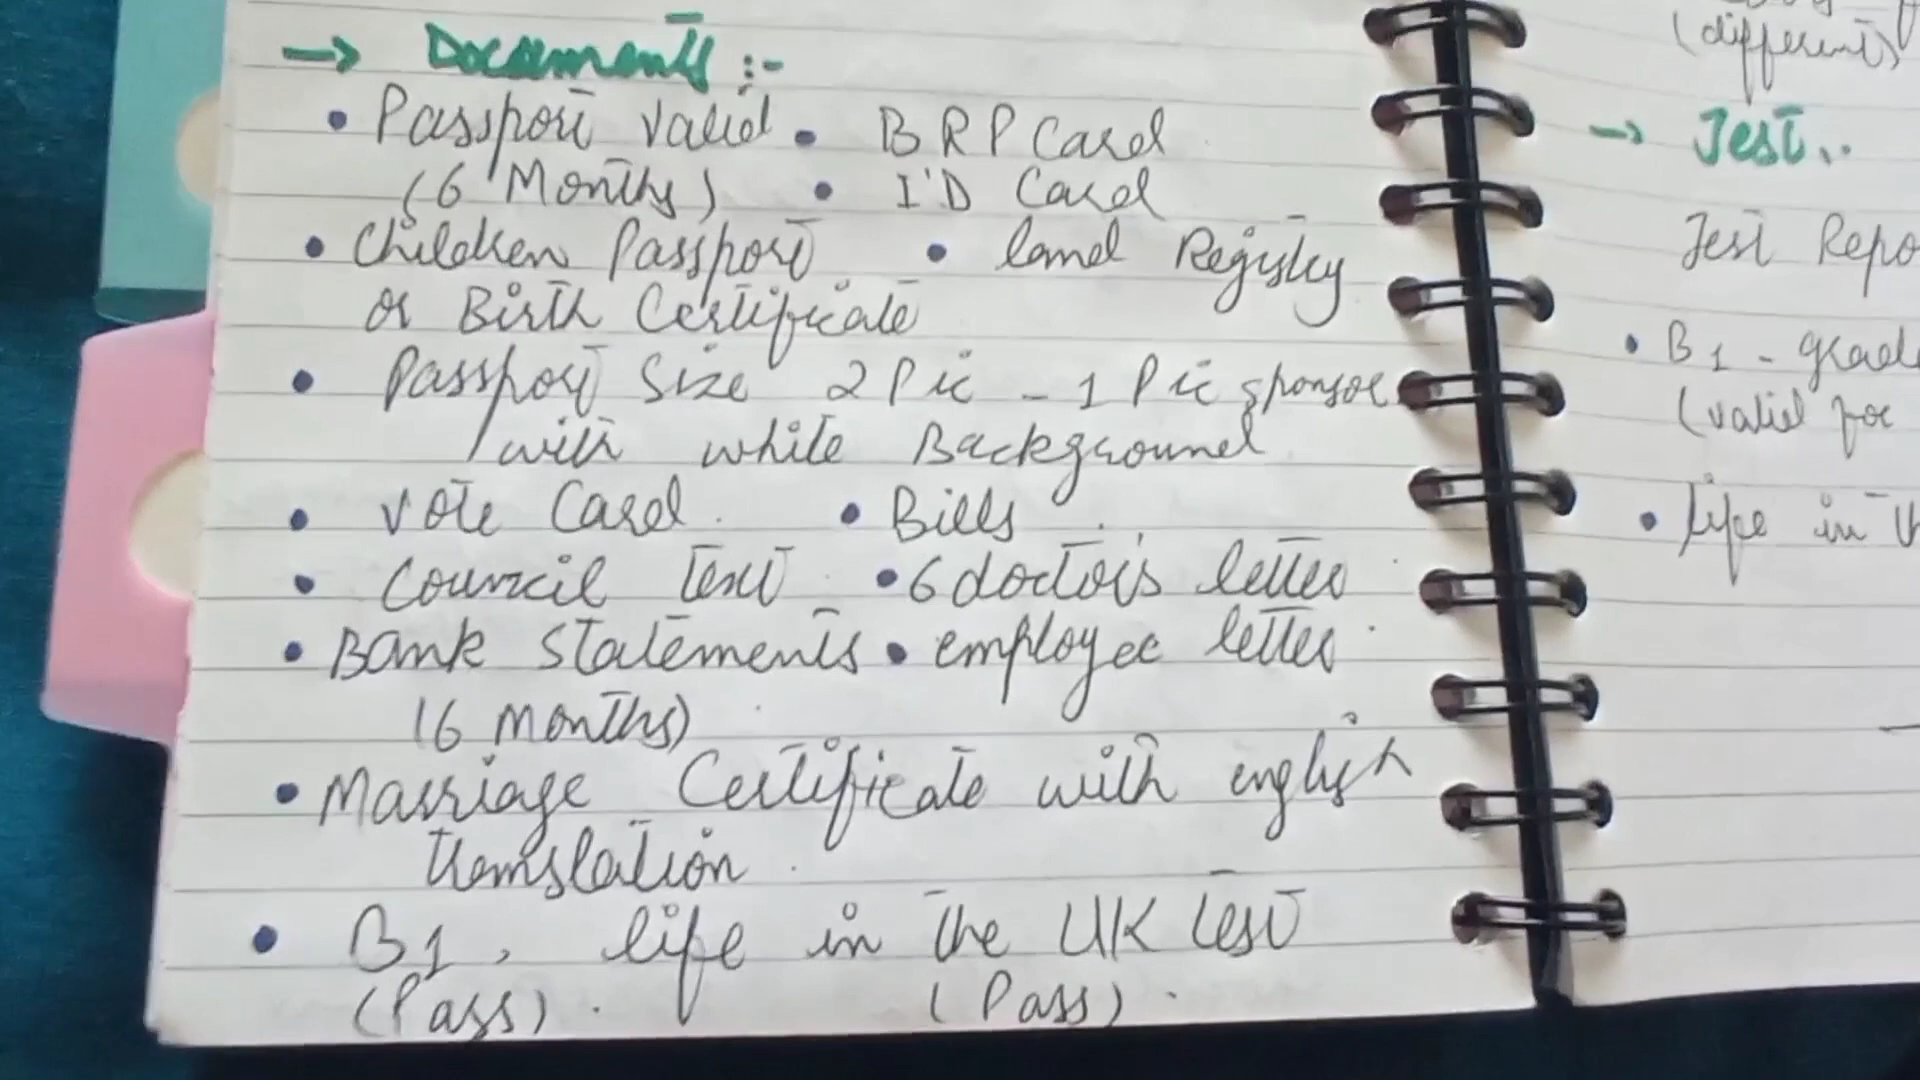 → Documents :-
• Passport valid • BRP Card
(6 Months) • I'D Card
• Children Passport • land Registry
or Birth Certificate
• Passport Size 2 Pic - 1 Pic sponsor
with white Background
• vote Card • Bills
• Council text • 6 doctor's letter
• Bank statements • employee letter
(6 Months)
• Marriage Certificate with english
translation
• B1, life in the UK test
(Pass). (Pass).
(different)
→ Test..
Test Repo
• B1 - grade
(valid for
• life in th